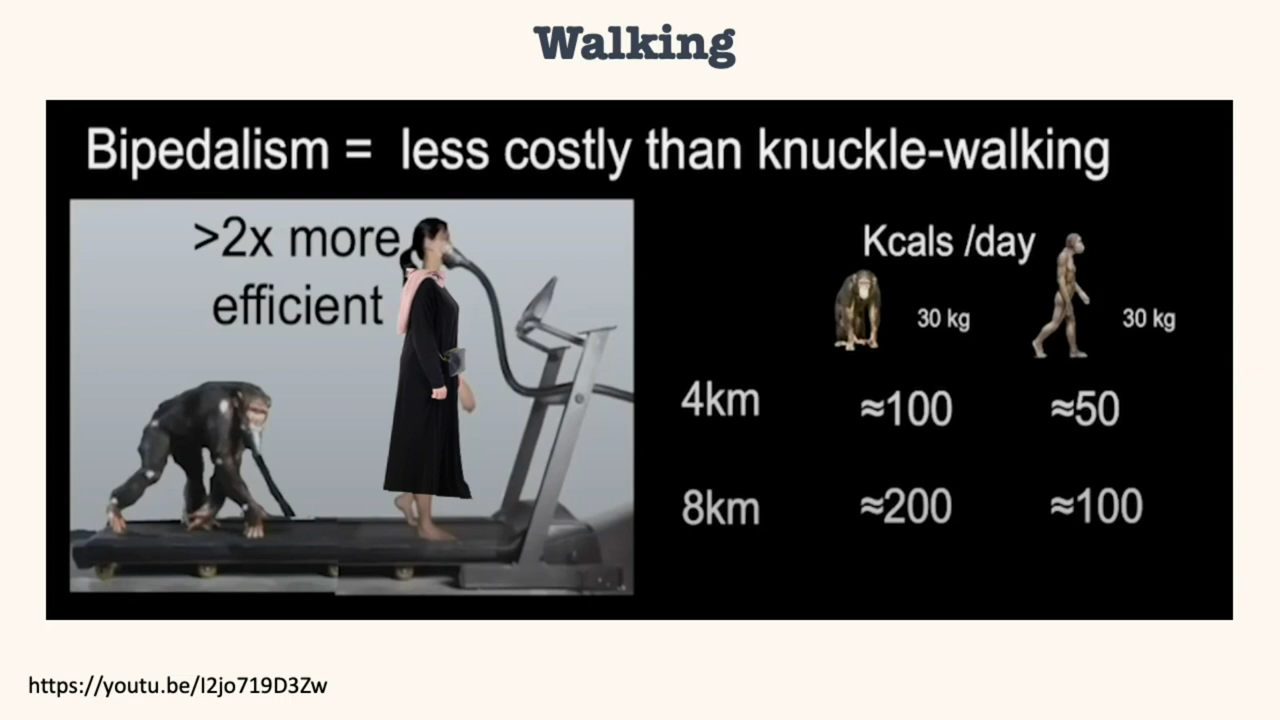 Walking
Bipedalism = less costly than knuckle-walking
>2x more
efficient
Kcals /day
30 kg
30 kg
4km
≈100
≈50
8km
≈200
≈100
https://youtu.be/I2jo719D3Zw